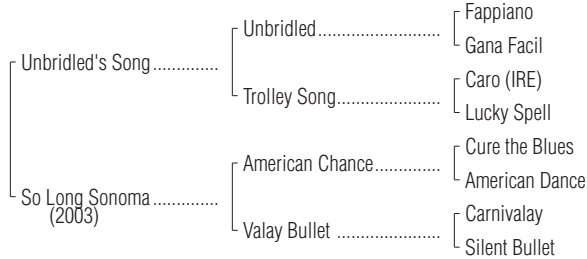 Fappiano
Unbridled..............................
Gana Facil
Unbridled's Song ..............
Caro (IRE)
Trolley Song.........................
Lucky Spell
Cure the Blues
American Chance................
American Dance
So Long Sonoma ..............
(2003)
Carnivalay
Valay Bullet .........................
Silent Bullet